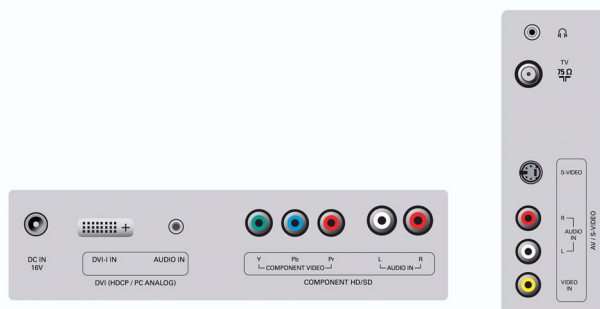 TV
75 Ω
S-VIDEO
R
AUDIO
IN
L
AV / S-VIDEO
VIDEO
IN
DC IN
16V
DVI-I IN
AUDIO IN
DVI (HDCP / PC ANALOG)
Y Pb Pr
COMPONENT VIDEO
L R
AUDIO IN
COMPONENT HD/SD